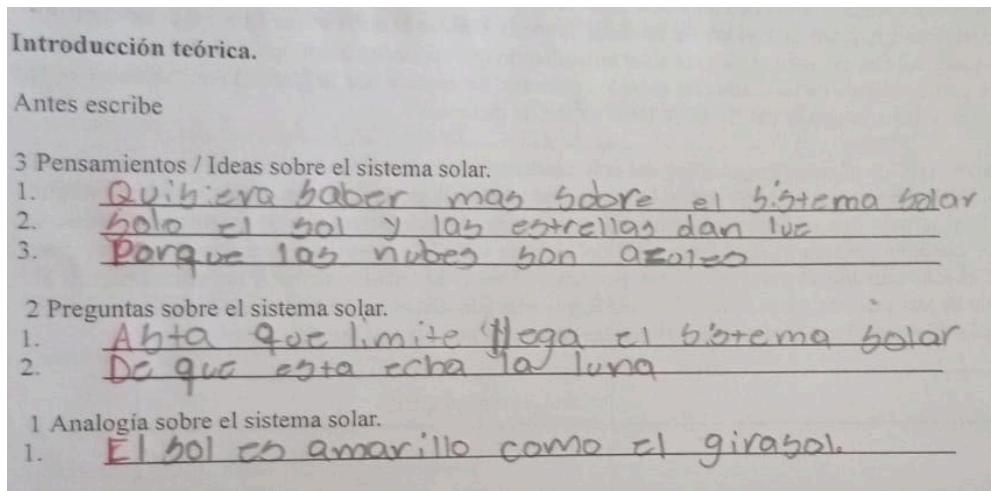 Introducción teórica.
Antes escribe
3 Pensamientos / Ideas sobre el sistema solar.
1. Quisiera saber mas sobre el sistema solar
2. solo el sol y las estrellas dan luc
3. Porque las nubes son azoles
2 Preguntas sobre el sistema solar.
1. Asta que limite llega el sistema solar
2. De que esta echa la luna
1 Analogía sobre el sistema solar.
1. El sol es amarillo como el girasol.